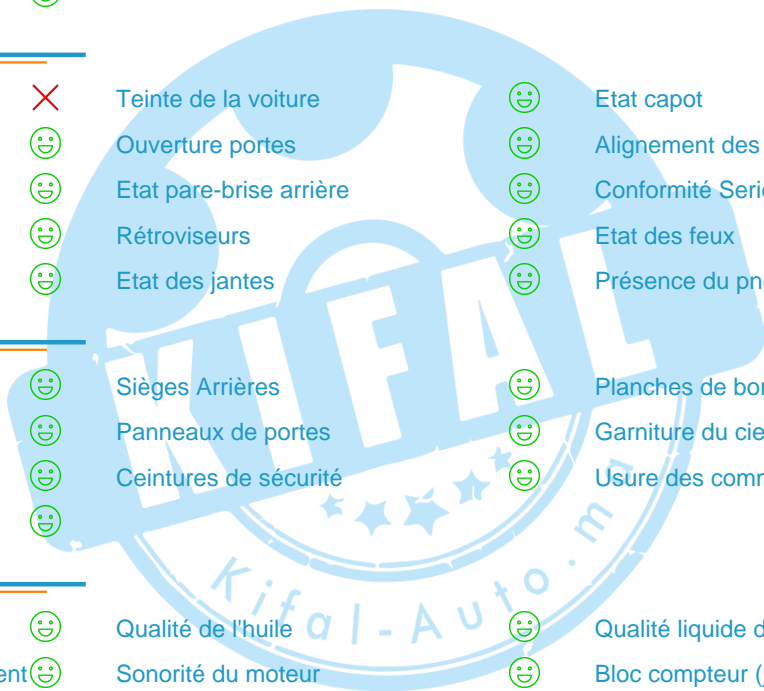 Teinte de la voiture Etat capot
Ouverture portes Alignement des
Etat pare-brise arrière Conformité Seri
Rétroviseurs Etat des feux
Etat des jantes Présence du pn
KIFAL
Sièges Arrières Planches de bor
Panneaux de portes Garniture du cie
Ceintures de sécurité Usure des comm
Kifal-Auto.ma
Qualité de l'huile Qualité liquide d
ent Sonorité du moteur Bloc compteur (